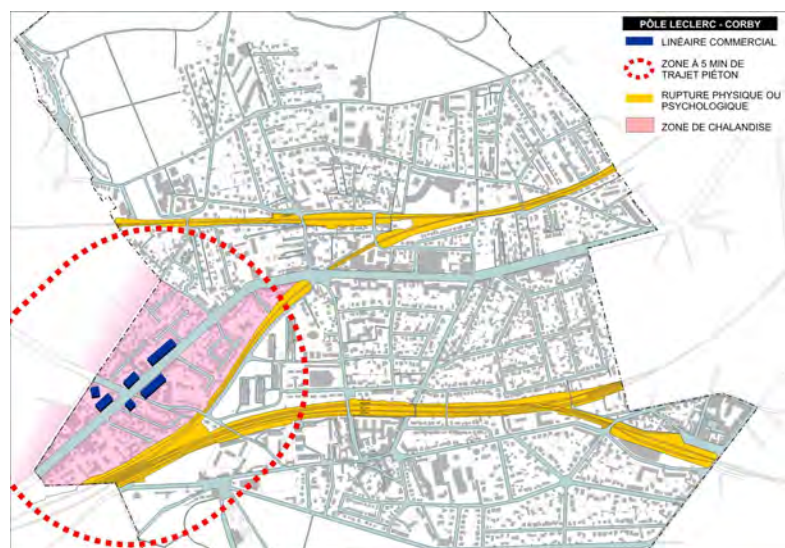 PÔLE LECLERC - CORBY
LINÉAIRE COMMERCIAL
ZONE À 5 MIN DE
TRAJET PIÉTON
RUPTURE PHYSIQUE OU
PSYCHOLOGIQUE
ZONE DE CHALANDISE